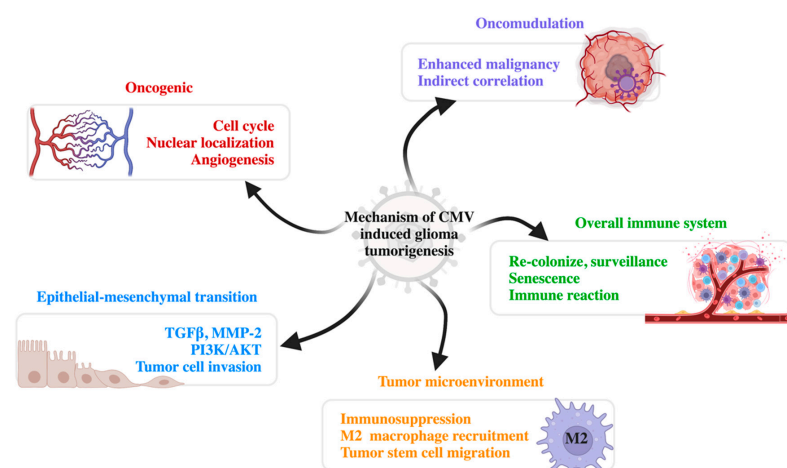 Oncomudulation
Enhanced malignancy
Indirect correlation
Oncogenic
Cell cycle
Nuclear localization
Angiogenesis
Mechanism of CMV
induced glioma
tumorigenesis
Overall immune system
Re-colonize, surveillance
Senescence
Immune reaction
Epithelial-mesenchymal transition
TGFβ, MMP-2
PI3K/AKT
Tumor cell invasion
Tumor microenvironment
Immunosuppression
M2 macrophage recruitment
Tumor stem cell migration
M2